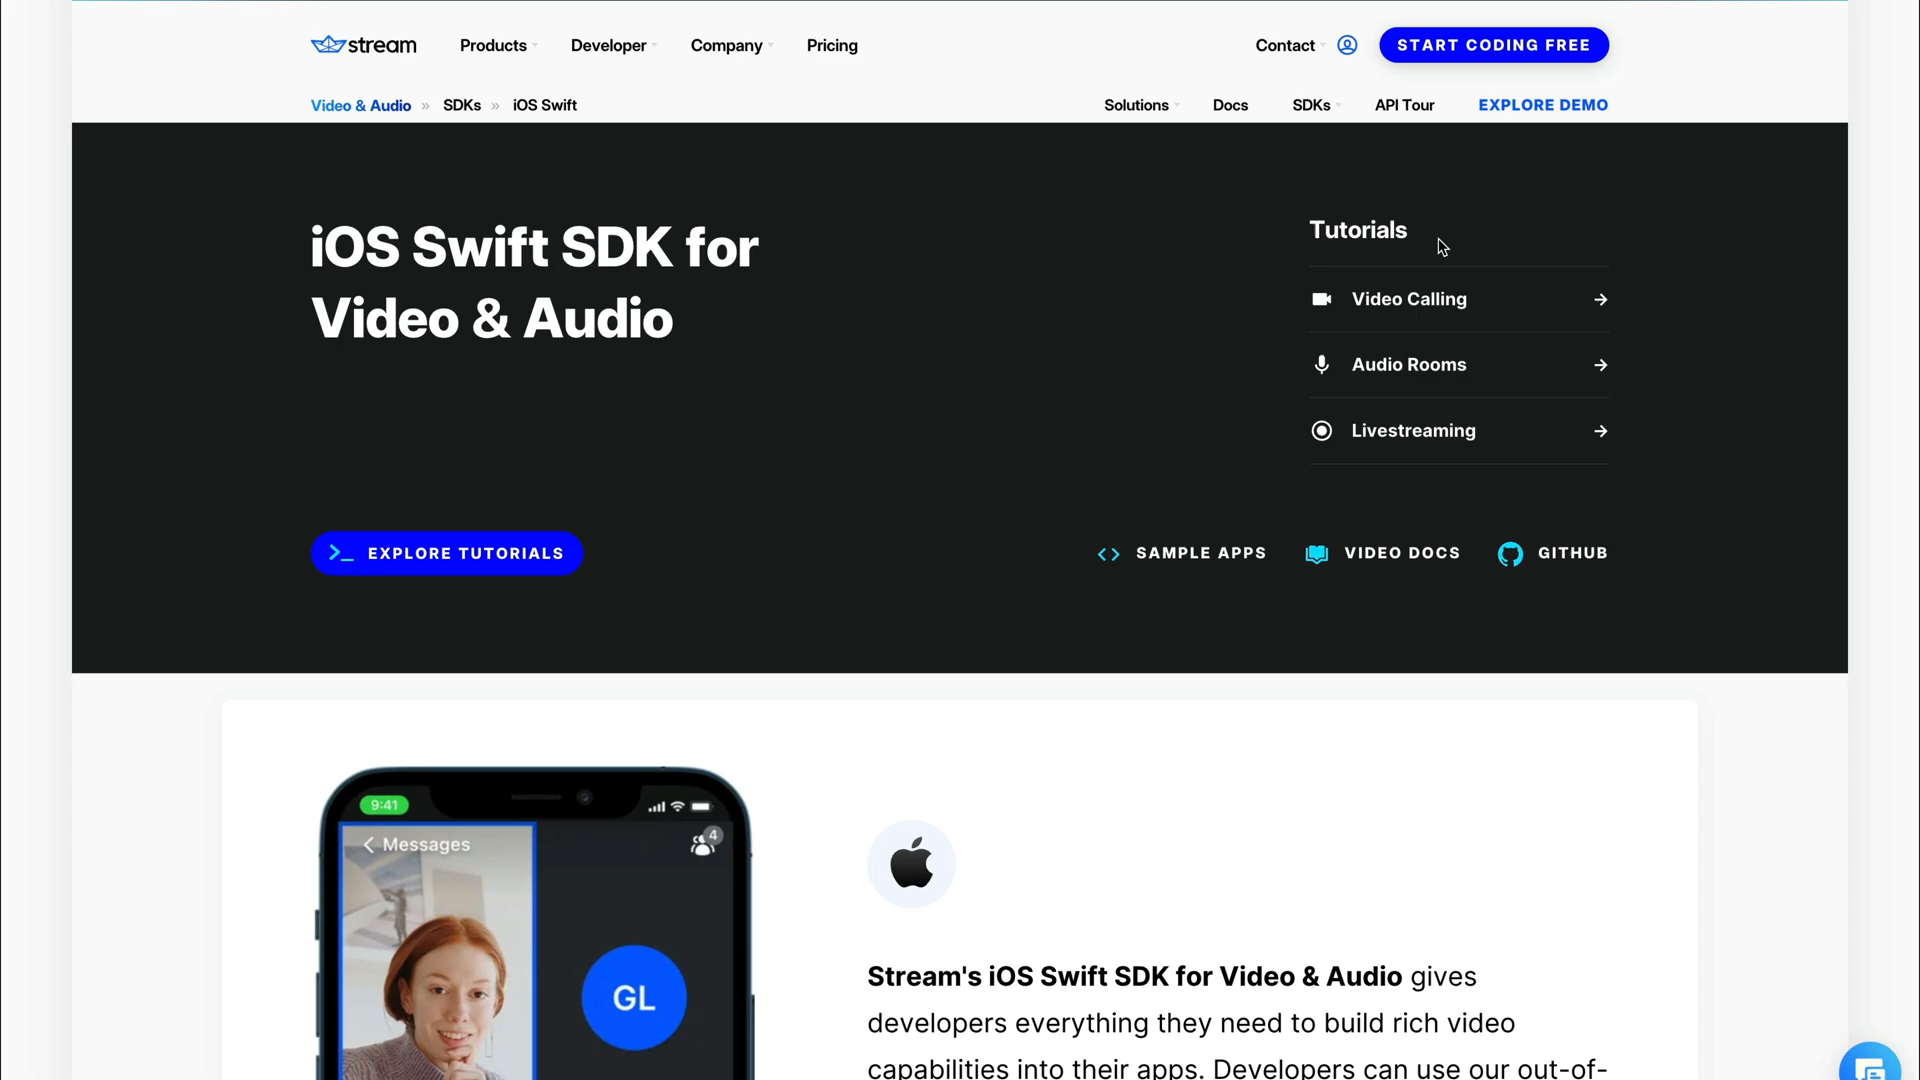 stream Products Developer Company Pricing Contact START CODING FREE
Video & Audio » SDKs » iOS Swift Solutions Docs SDKs API Tour EXPLORE DEMO
iOS Swift SDK for
Video & Audio
Tutorials
Video Calling
Audio Rooms
Livestreaming
>_ EXPLORE TUTORIALS
<> SAMPLE APPS VIDEO DOCS GITHUB
9:41
Messages
4
GL
Stream's iOS Swift SDK for Video & Audio gives
developers everything they need to build rich video
capabilities into their apps. Developers can use our out-of-